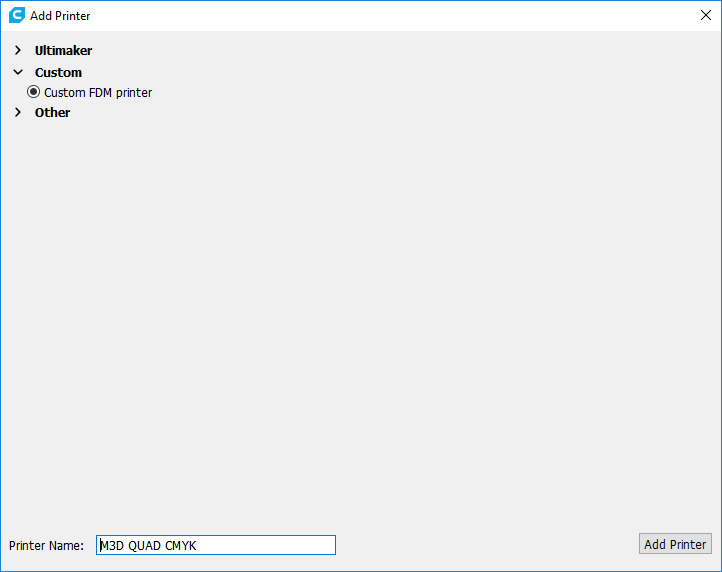 Add Printer
Ultimaker
Custom
Custom FDM printer
Other
Printer Name: M3D QUAD CMYK Add Printer